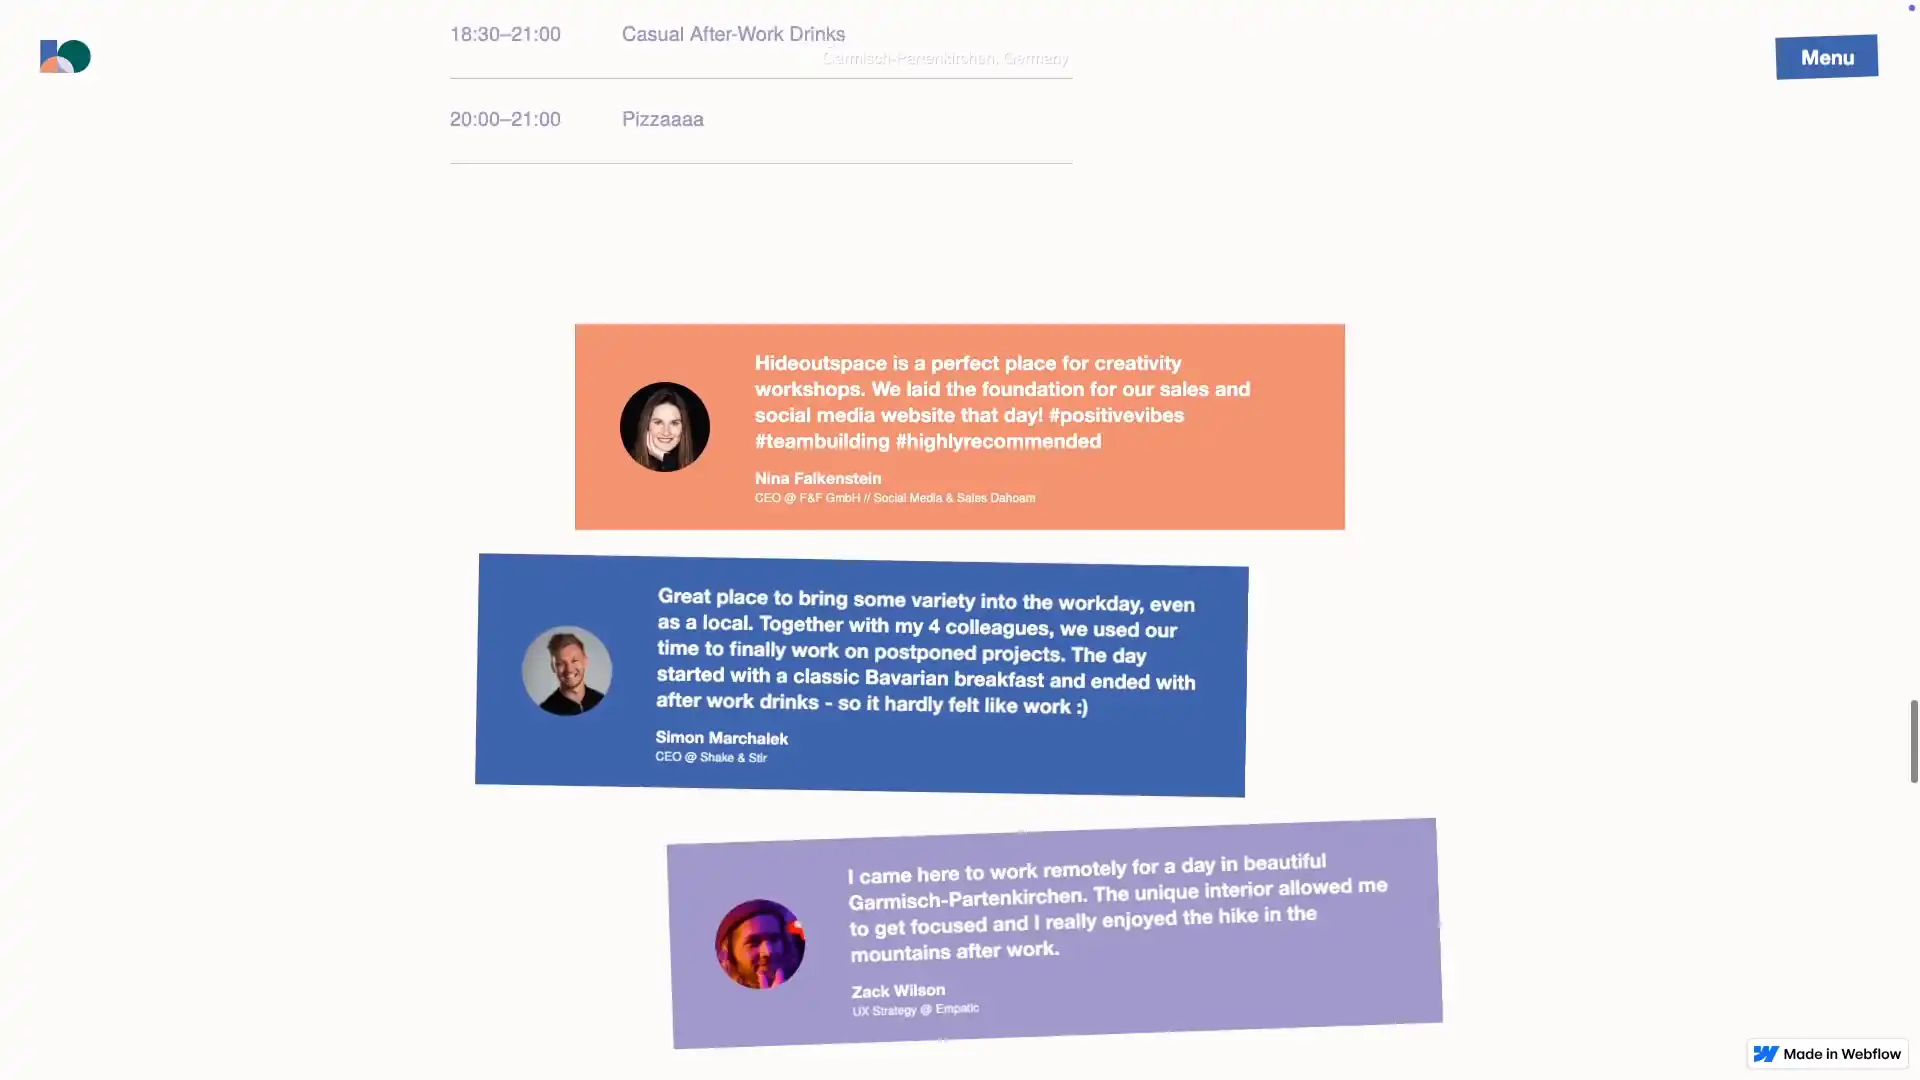 18:30–21:00 Casual After-Work Drinks
Garmisch-Partenkirchen, Germany
Menu
20:00–21:00 Pizzaaaa
Hideoutspace is a perfect place for creativity
workshops. We laid the foundation for our sales and
social media website that day! #positivevibes
#teambuilding #highlyrecommended
Nina Falkenstein
CEO @ F&F GmbH // Social Media & Sales Dahoam
Great place to bring some variety into the workday, even
as a local. Together with my 4 colleagues, we used our
time to finally work on postponed projects. The day
started with a classic Bavarian breakfast and ended with
after work drinks - so it hardly felt like work :)
Simon Marchalek
CEO @ Shake & Stir
I came here to work remotely for a day in beautiful
Garmisch-Partenkirchen. The unique interior allowed me
to get focused and I really enjoyed the hike in the
mountains after work.
Zack Wilson
UX Strategy @ Empatic
Made in Webflow